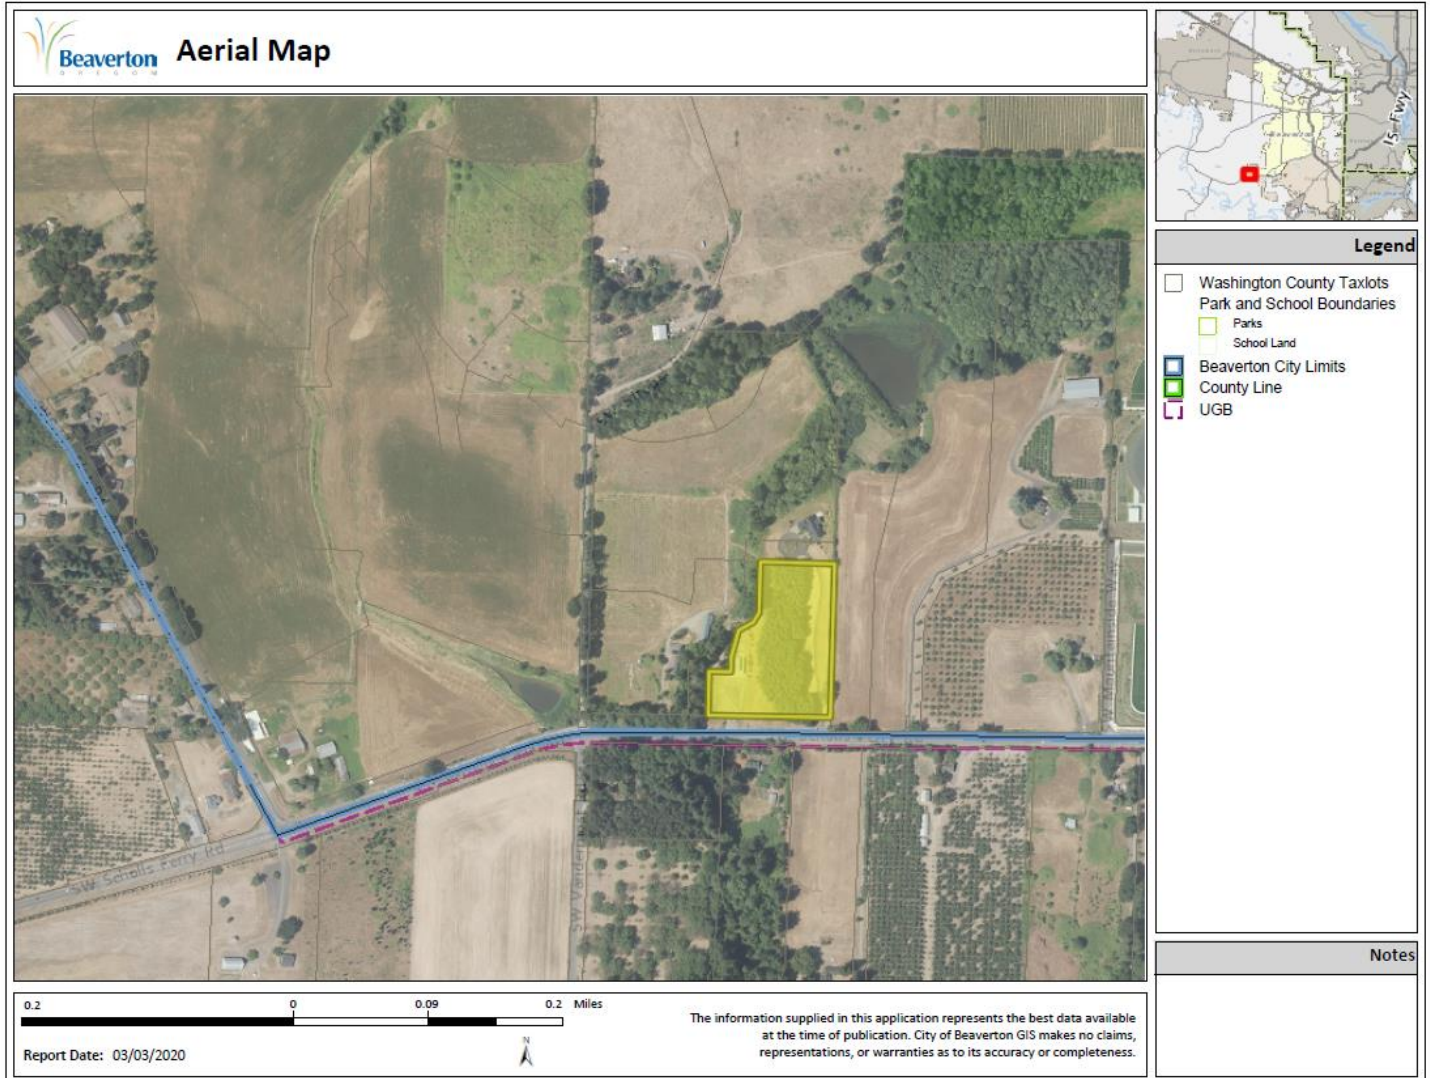 Beaverton
OREGON
Aerial Map
I5 Fwy
Legend
Washington County Taxlots
Park and School Boundaries
Parks
School Land
Beaverton City Limits
County Line
UGB
SW Scholls Ferry Rd
Notes
0.2 0 0.09 0.2 Miles
Report Date: 03/03/2020
N
The information supplied in this application represents the best data available
at the time of publication. City of Beaverton GIS makes no claims,
representations, or warranties as to its accuracy or completeness.